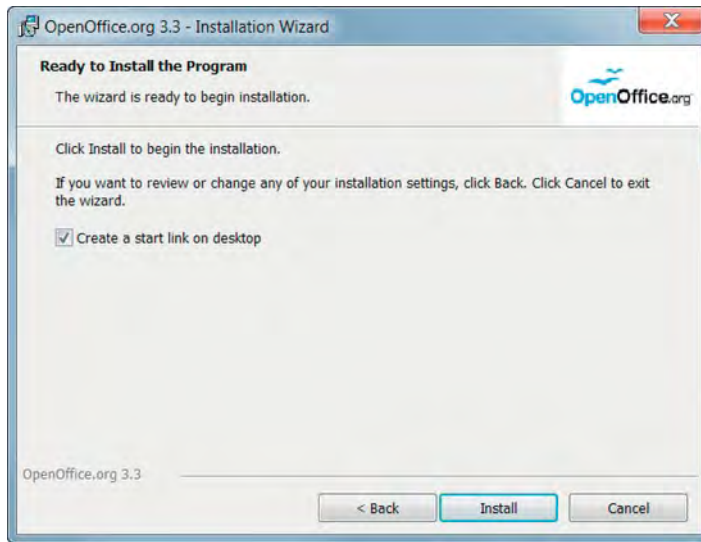 OpenOffice.org 3.3 - Installation Wizard
Ready to Install the Program
The wizard is ready to begin installation.
OpenOffice.org
Click Install to begin the installation.
If you want to review or change any of your installation settings, click Back. Click Cancel to exit
the wizard.
Create a start link on desktop
OpenOffice.org 3.3
< Back
Install
Cancel